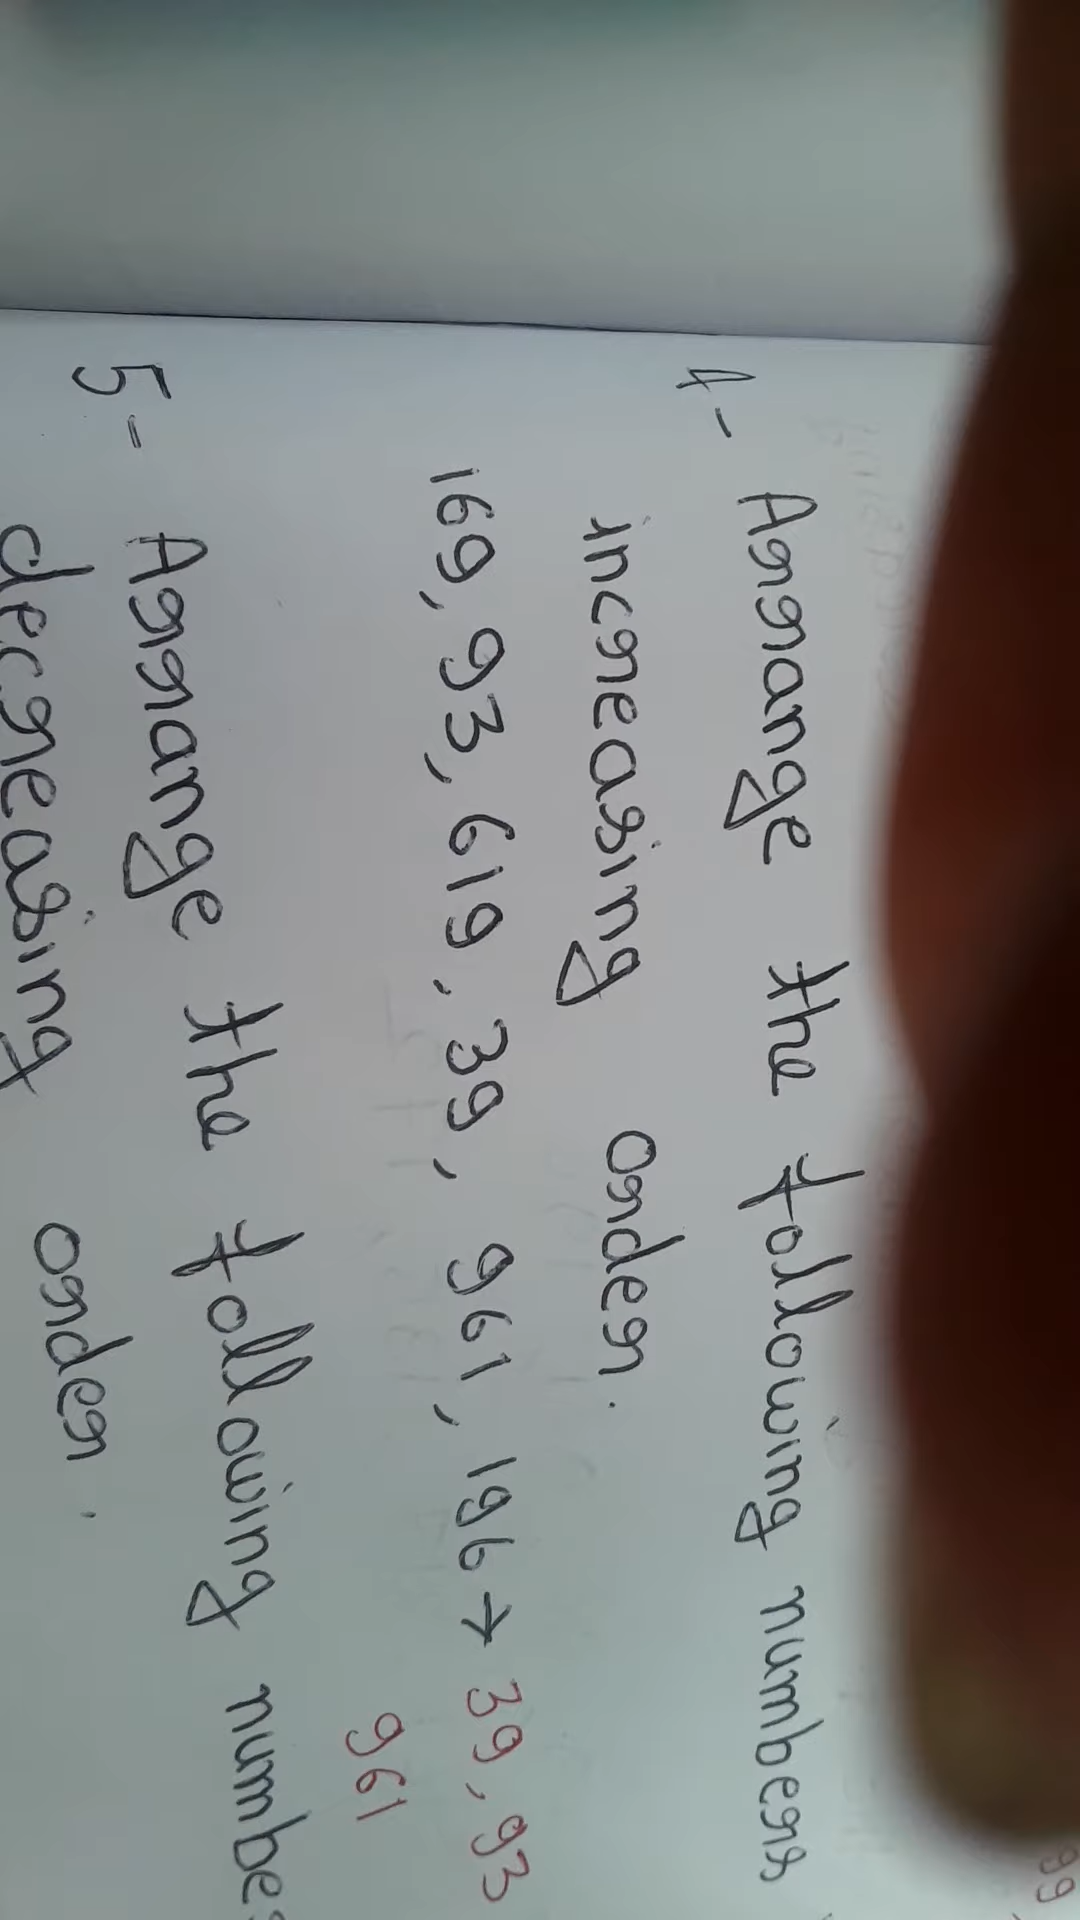 4- Arrange the following numbers
increasing order.
169, 93, 619, 39, 961, 196 → 39, 93
961
5- Arrange the following numbe
decreasing order.